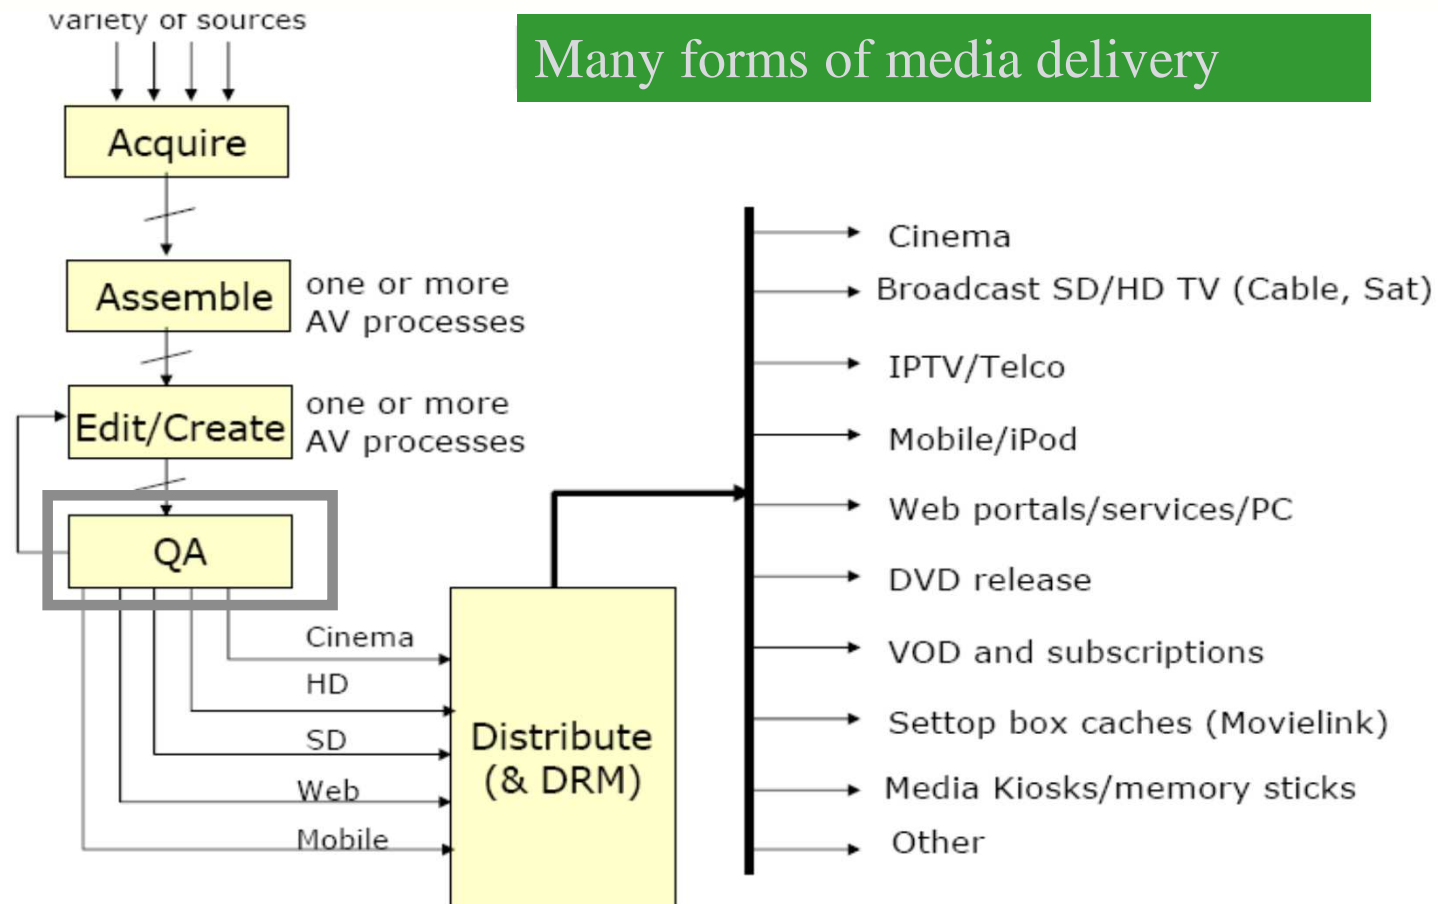 variety of sources
Many forms of media delivery
Acquire
Assemble
one or more
AV processes
Edit/Create
one or more
AV processes
QA
Cinema
HD
SD
Web
Mobile
Distribute
(& DRM)
Cinema
Broadcast SD/HD TV (Cable, Sat)
IPTV/Telco
Mobile/iPod
Web portals/services/PC
DVD release
VOD and subscriptions
Settop box caches (Movielink)
Media Kiosks/memory sticks
Other